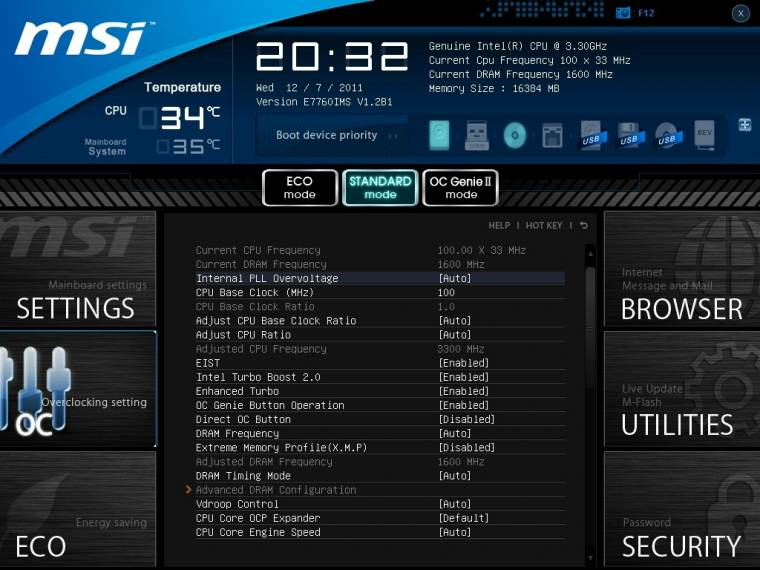 msi™
F12
X
20:32
Wed 12 / 7 / 2011
Version E7760IMS V1.2B1
Genuine Intel(R) CPU @ 3.30GHz
Current Cpu Frequency 100 x 33 MHz
Current DRAM Frequency 1600 MHz
Memory Size : 16384 MB
Temperature
CPU 34°C
Mainboard
System 35°C
Boot device priority
USB
USB
USB
USB
BEV
ECO
mode
STANDARD
mode
OC Genie II
mode
HELP | HOT KEY |
msi™
Mainboard settings
SETTINGS
Overclocking setting
OC
Energy saving
ECO
Current CPU Frequency 100.00 X 33 MHz
Current DRAM Frequency 1600 MHz
Internal PLL Overvoltage [Auto]
CPU Base Clock (MHz) 100
CPU Base Clock Ratio 1.0
Adjust CPU Base Clock Ratio [Auto]
Adjust CPU Ratio [Auto]
Adjusted CPU Frequency 3300 MHz
EIST [Enabled]
Intel Turbo Boost 2.0 [Enabled]
Enhanced Turbo [Enabled]
OC Genie Button Operation [Enabled]
Direct OC Button [Disabled]
DRAM Frequency [Auto]
Extreme Memory Profile(X.M.P) [Disabled]
Adjusted DRAM Frequency 1600 MHz
DRAM Timing Mode [Auto]
> Advanced DRAM Configuration
Vdroop Control [Auto]
CPU Core OCP Expander [Default]
CPU Core Engine Speed [Auto]
Internet
Message and Mail
BROWSER
Live Update
M-Flash
UTILITIES
Password
SECURITY